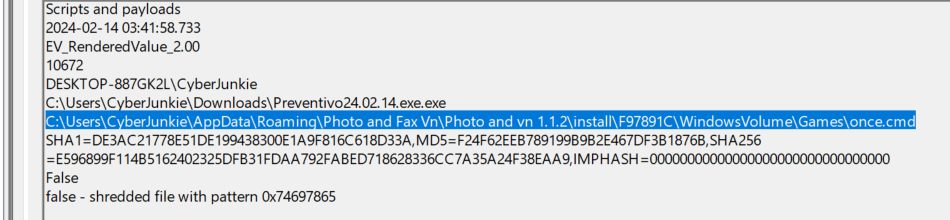 Scripts and payloads
2024-02-14 03:41:58.733
EV_RenderedValue_2.00
10672
DESKTOP-887GK2L\CyberJunkie
C:\Users\CyberJunkie\Downloads\Preventivo24.02.14.exe.exe
C:\Users\CyberJunkie\AppData\Roaming\Photo and Fax Vn\Photo and vn 1.1.2\install\F97891C\WindowsVolume\Games\once.cmd
SHA1=DE3AC21778E51DE199438300E1A9F816C618D33A,MD5=F24F62EEB789199B9B2E467DF3B1876B,SHA256
=E596899F114B5162402325DFB31FDAA792FABED718628336CC7A35A24F38EAA9,IMPHASH=00000000000000000000000000000000
False
false - shredded file with pattern 0x74697865